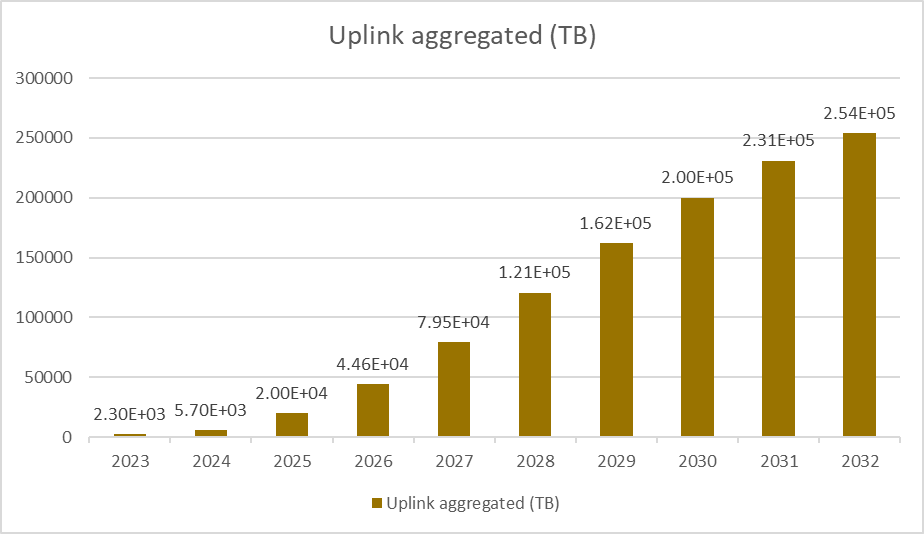 Uplink aggregated (TB)
300000
250000
200000
150000
100000
50000
0
2.30E+03
5.70E+03
2.00E+04
4.46E+04
7.95E+04
1.21E+05
1.62E+05
2.00E+05
2.31E+05
2.54E+05
2023 2024 2025 2026 2027 2028 2029 2030 2031 2032
Uplink aggregated (TB)